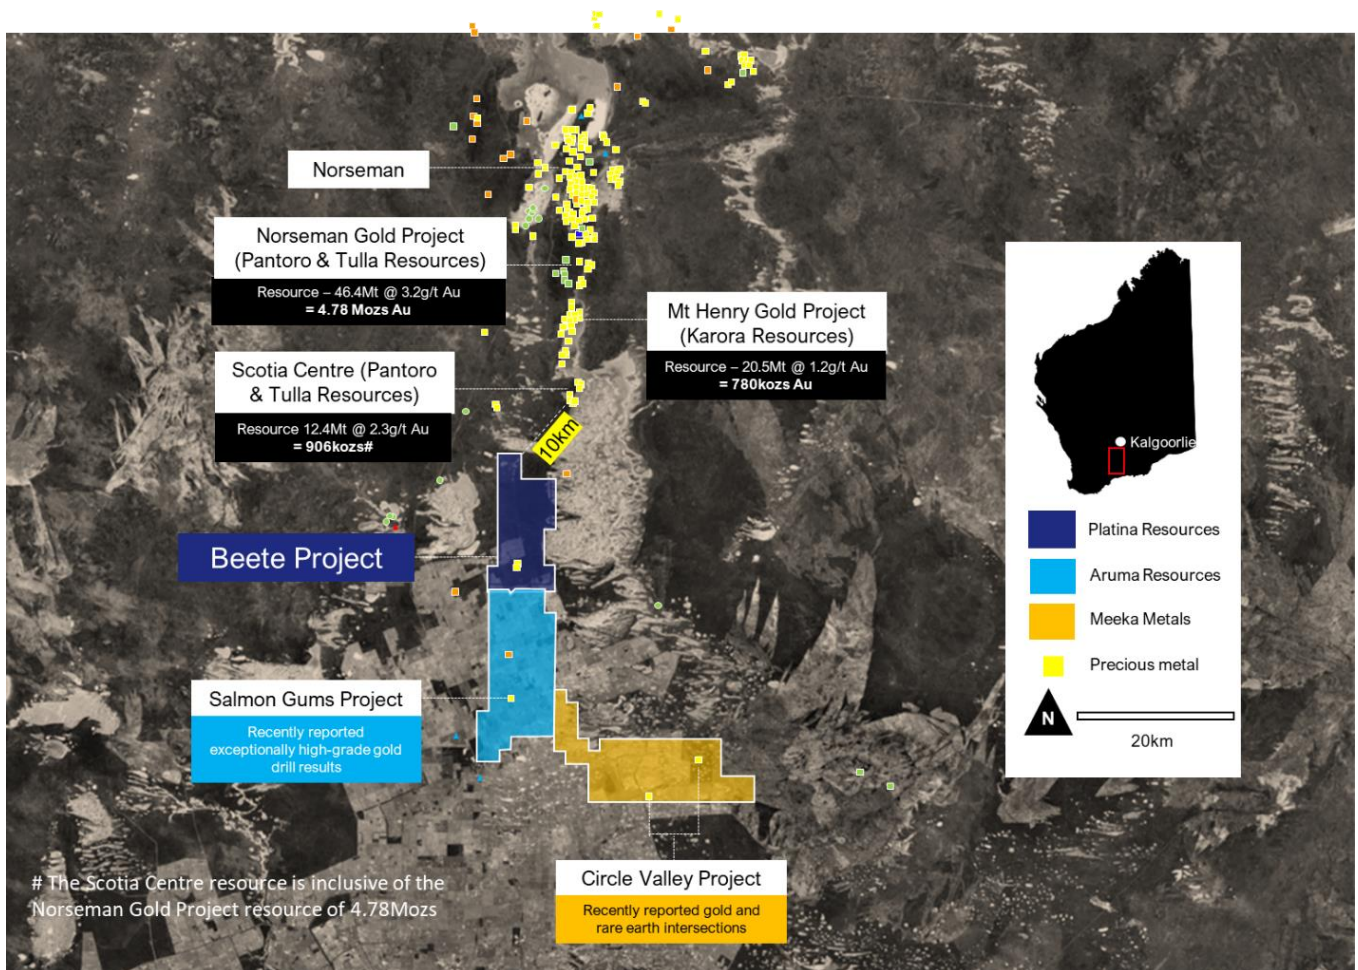 Norseman
Norseman Gold Project
(Pantoro & Tulla Resources)
Resource – 46.4Mt @ 3.2g/t Au
= 4.78 Mozs Au
Mt Henry Gold Project
(Karora Resources)
Resource – 20.5Mt @ 1.2g/t Au
= 780kozs Au
Scotia Centre (Pantoro
& Tulla Resources)
Resource 12.4Mt @ 2.3g/t Au
= 906kozs#
10km
Beete Project
Salmon Gums Project
Recently reported
exceptionally high-grade gold
drill results
Circle Valley Project
Recently reported gold and
rare earth intersections
# The Scotia Centre resource is inclusive of the
Norseman Gold Project resource of 4.78Mozs
Kalgoorlie
Platina Resources
Aruma Resources
Meeka Metals
Precious metal
N
20km